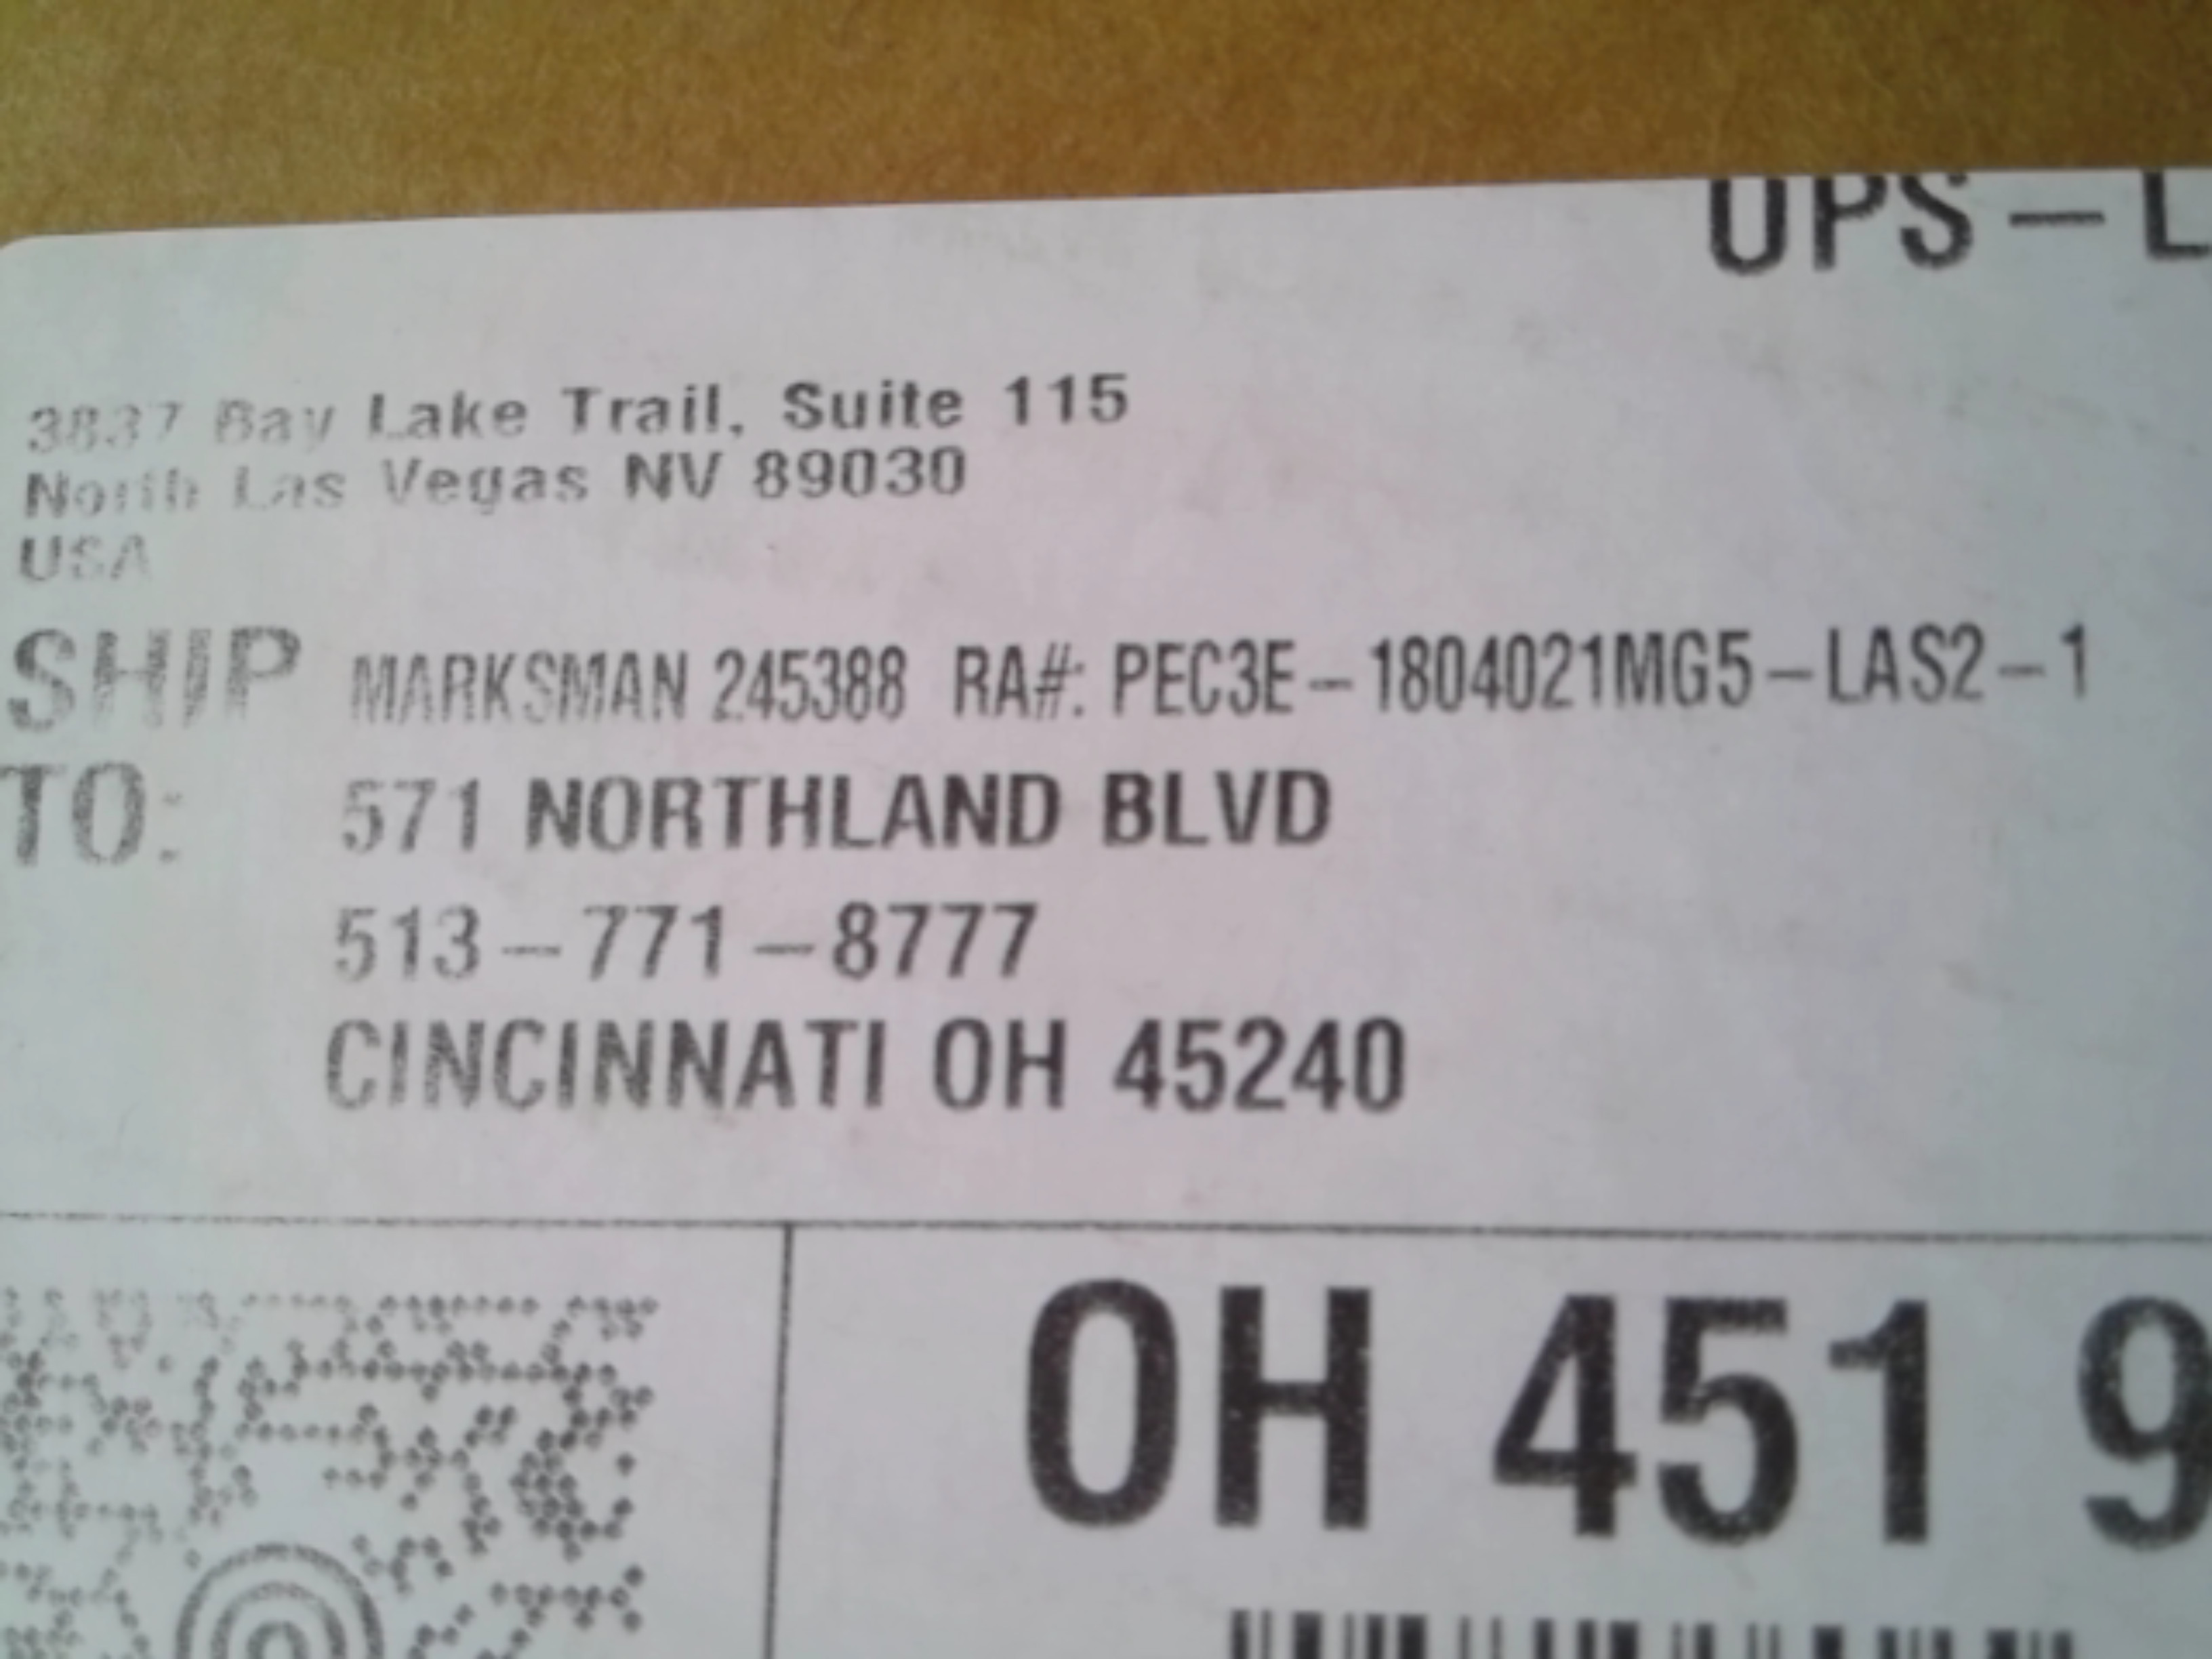 UPS-L
3837 Bay Lake Trail, Suite 115
North Las Vegas NV 89030
USA
SHIP TO:
MARKSMAN 245388 RA#: PEC3E-1804021MG5-LAS2-1
571 NORTHLAND BLVD
513-771-8777
CINCINNATI OH 45240
OH 451 9